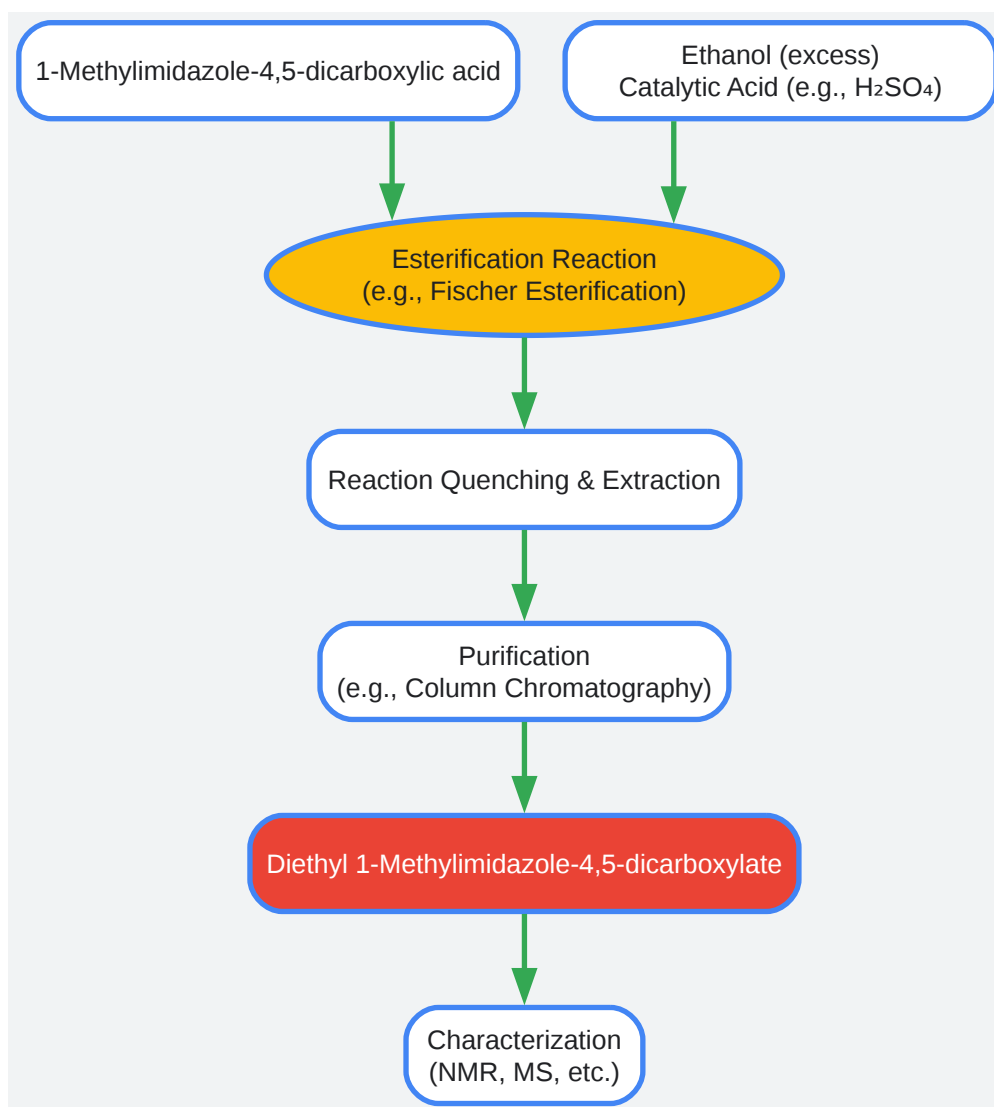 1-Methylimidazole-4,5-dicarboxylic acid
Ethanol (excess)
Catalytic Acid (e.g., H₂SO₄)
Esterification Reaction
(e.g., Fischer Esterification)
Reaction Quenching & Extraction
Purification
(e.g., Column Chromatography)
Diethyl 1-Methylimidazole-4,5-dicarboxylate
Characterization
(NMR, MS, etc.)